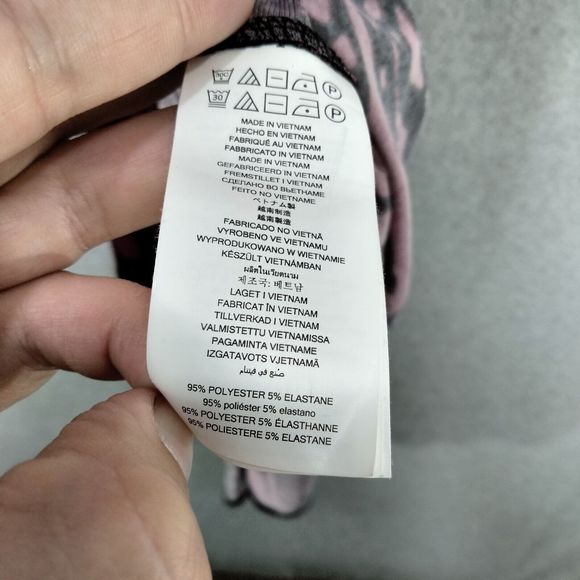 30C
P
30
P
MADE IN VIETNAM
HECHO EN VIETNAM
FABRIQUÉ AU VIETNAM
FABBRICATO IN VIETNAM
MADE IN VIETNAM
GEFABRICEERD IN VIETNAM
FREMSTILLET I VIETNAM
СДЕЛАНО ВО ВЬЕТНАМЕ
FEITO NO VIETNAME
ベトナム製
越南制造
越南製造
FABRICADO NO VIETNÃ
VYROBENO VE VIETNAMU
WYPRODUKOWANO W WIETNAMIE
KÉSZÜLT VIETNÁMBAN
ผลิตในเวียดนาม
제조국: 베트남
LAGET I VIETNAM
FABRICAT ÎN VIETNAM
TILLVERKAD I VIETNAM
VALMISTETTU VIETNAMISSA
PAGAMINTA VIETNAME
IZGATAVOTS VJETNAMĀ
صنع في فيتنام
95% POLYESTER 5% ELASTANE
95% poliéster 5% elastano
95% POLYESTER 5% ÉLASTHANNE
95% POLIESTERE 5% ELASTANE